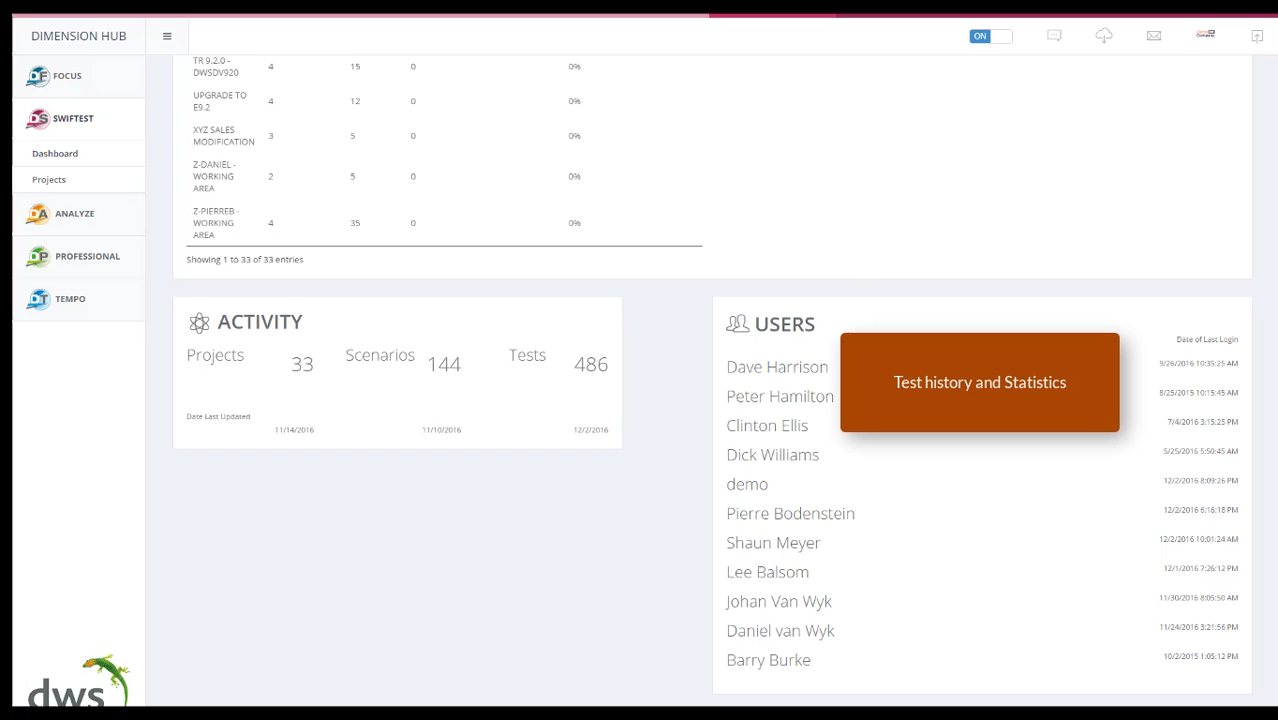 DIMENSION HUB
ON
FOCUS
SWIFTEST
Dashboard
Projects
ANALYZE
PROFESSIONAL
TEMPO
dws
TR 9.2.0 - 4 15 0 0%
DWSDV920
UPGRADE TO 4 12 0 0%
E9.2
XYZ SALES 3 5 0 0%
MODIFICATION
Z-DANIEL -
WORKING 2 5 0 0%
AREA
Z-PIERREB -
WORKING 4 35 0 0%
AREA
Showing 1 to 33 of 33 entries
ACTIVITY
Projects 33 Scenarios 144 Tests 486
Date Last Updated
11/14/2016 11/10/2016 12/2/2016
USERS
Date of Last Login
Test history and Statistics
Dave Harrison 9/26/2016 10:35:25 AM
Peter Hamilton 8/25/2015 10:15:45 AM
Clinton Ellis 7/4/2016 3:15:25 PM
Dick Williams 5/25/2016 5:50:45 AM
demo 12/2/2016 8:09:26 PM
Pierre Bodenstein 12/2/2016 6:16:18 PM
Shaun Meyer 12/2/2016 10:01:24 AM
Lee Balsom 12/1/2016 7:26:12 PM
Johan Van Wyk 11/30/2016 8:05:50 AM
Daniel van Wyk 11/24/2016 3:21:56 PM
Barry Burke 10/2/2015 1:05:12 PM